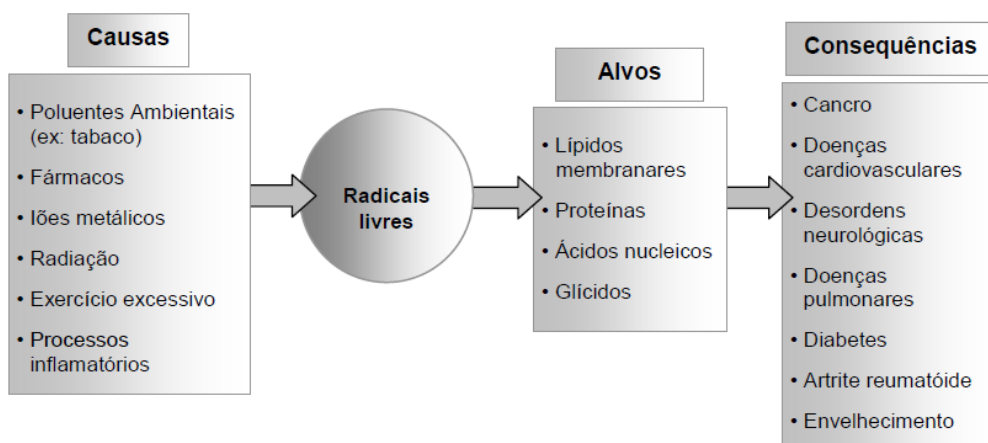 Causas
• Poluentes Ambientais
(ex: tabaco)
• Fármacos
• Iões metálicos
• Radiação
• Exercício excessivo
• Processos
inflamatórios
Radicais
livres
Alvos
• Lípidos
membranares
• Proteínas
• Ácidos nucleicos
• Glícidos
Consequências
• Cancro
• Doenças
cardiovasculares
• Desordens
neurológicas
• Doenças
pulmonares
• Diabetes
• Artrite reumatóide
• Envelhecimento